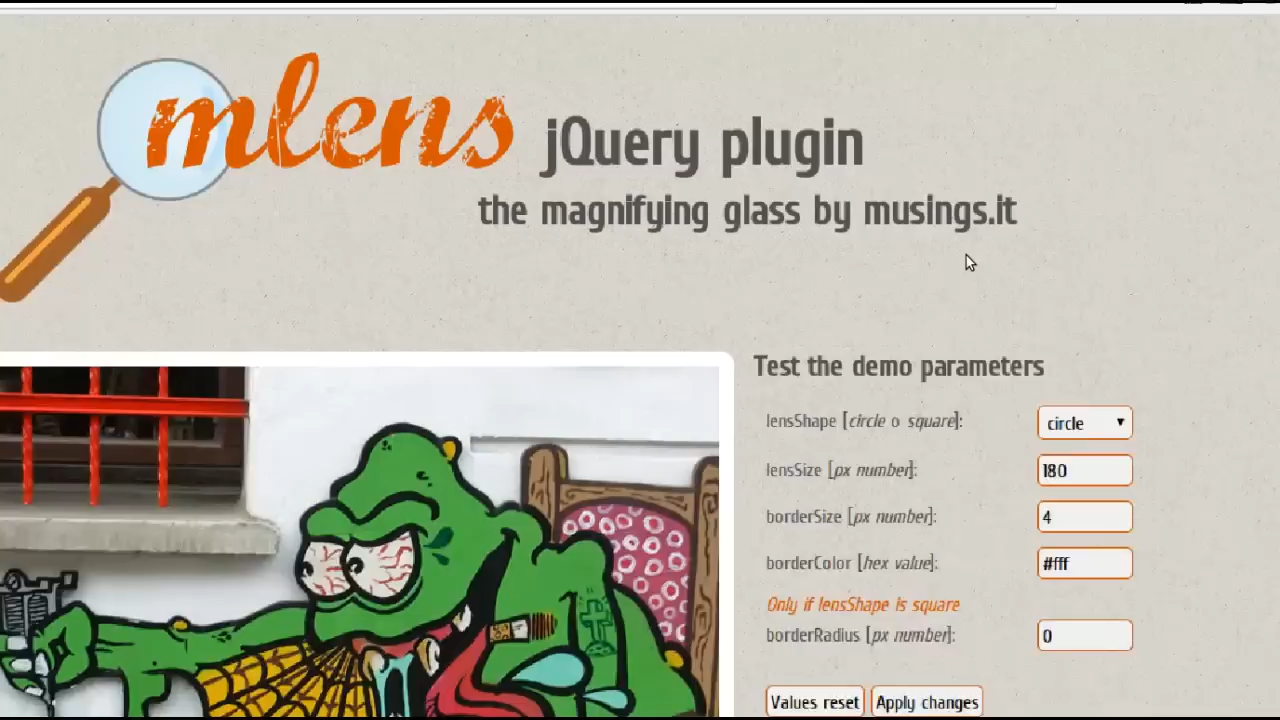 mlens jQuery plugin
the magnifying glass by musings.it
Test the demo parameters
lensShape [circle o square]:
circle
lensSize [px number]:
180
borderSize [px number]:
4
borderColor [hex value]:
#fff
Only if lensShape is square
borderRadius [px number]:
0
Values reset Apply changes